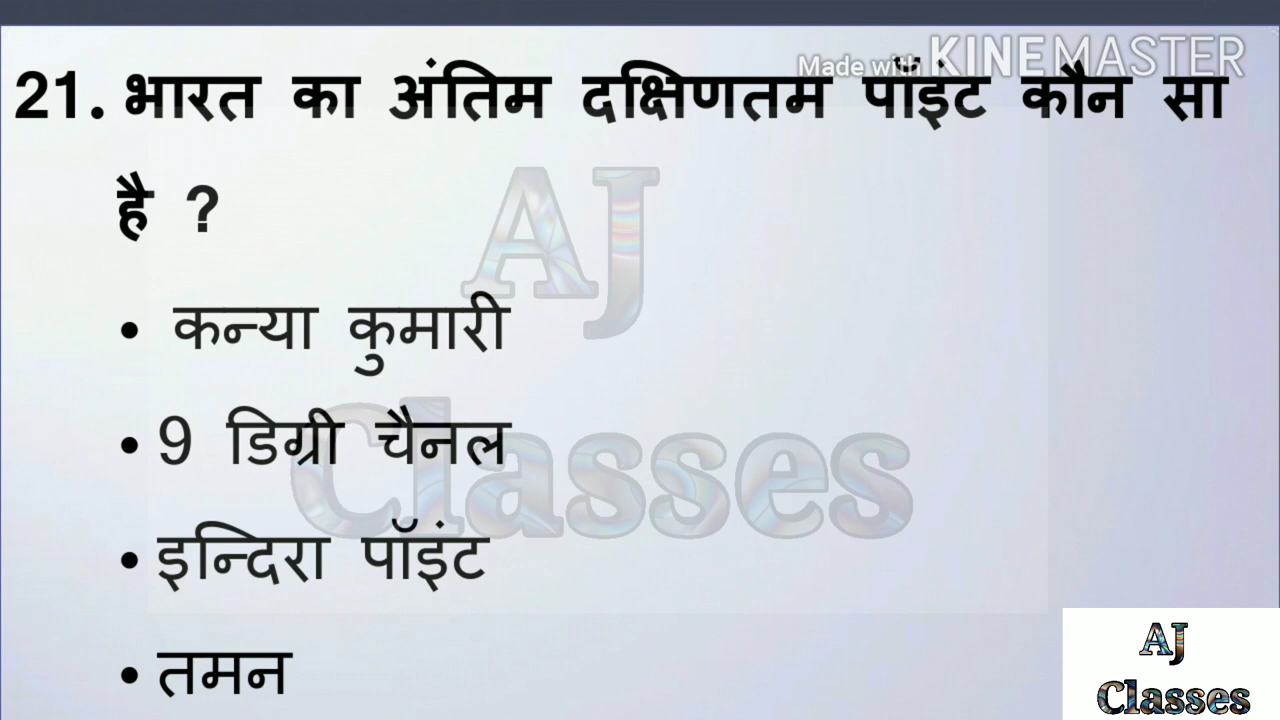 Made with KINEMASTER
21. भारत का अंतिम दक्षिणतम पॉइंट कौन सा
है ?
AJ
• कन्या कुमारी
• 9 डिग्री चैनल
Classes
• इन्दिरा पॉइंट
• तमन
AJ
Classes